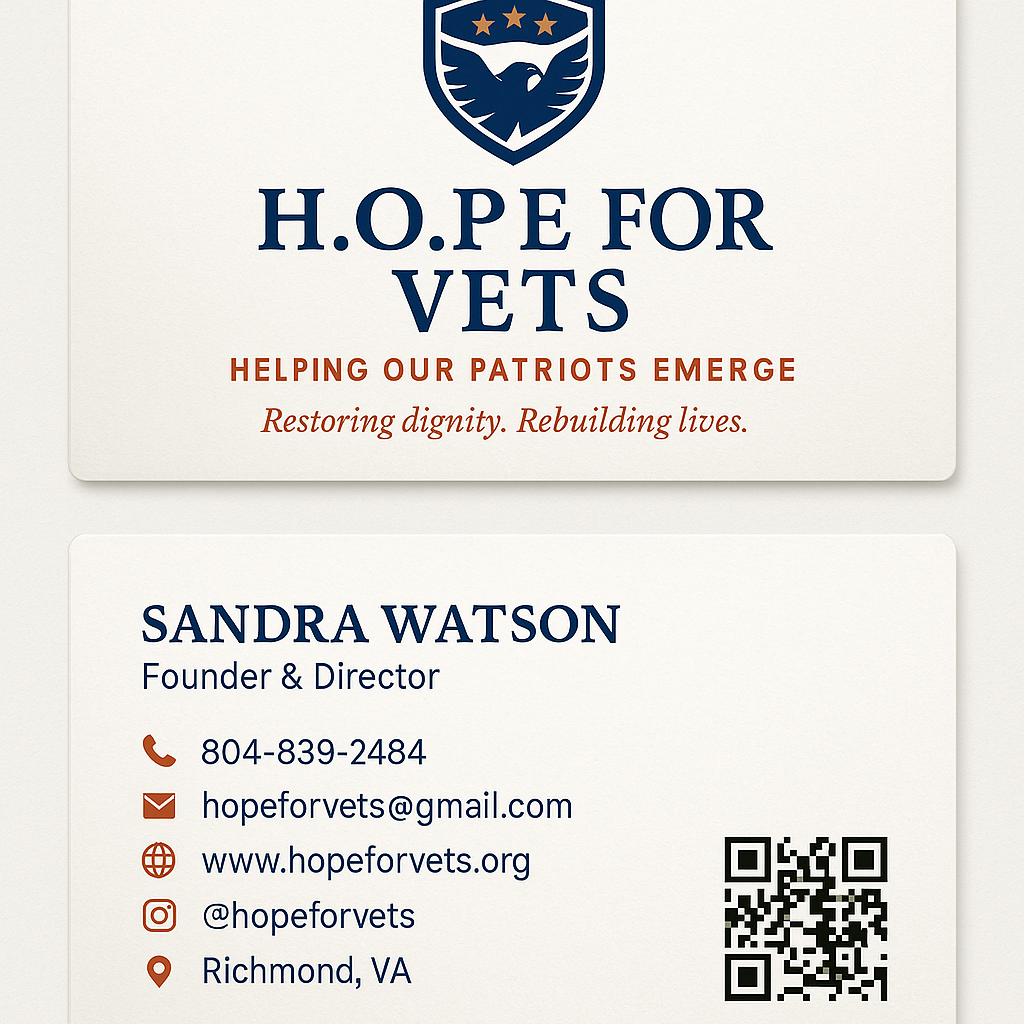 H.O.PE FOR
VETS
HELPING OUR PATRIOTS EMERGE
Restoring dignity. Rebuilding lives.
SANDRA WATSON
Founder & Director
804-839-2484
hopeforvets@gmail.com
www.hopeforvets.org
@hopeforvets
Richmond, VA